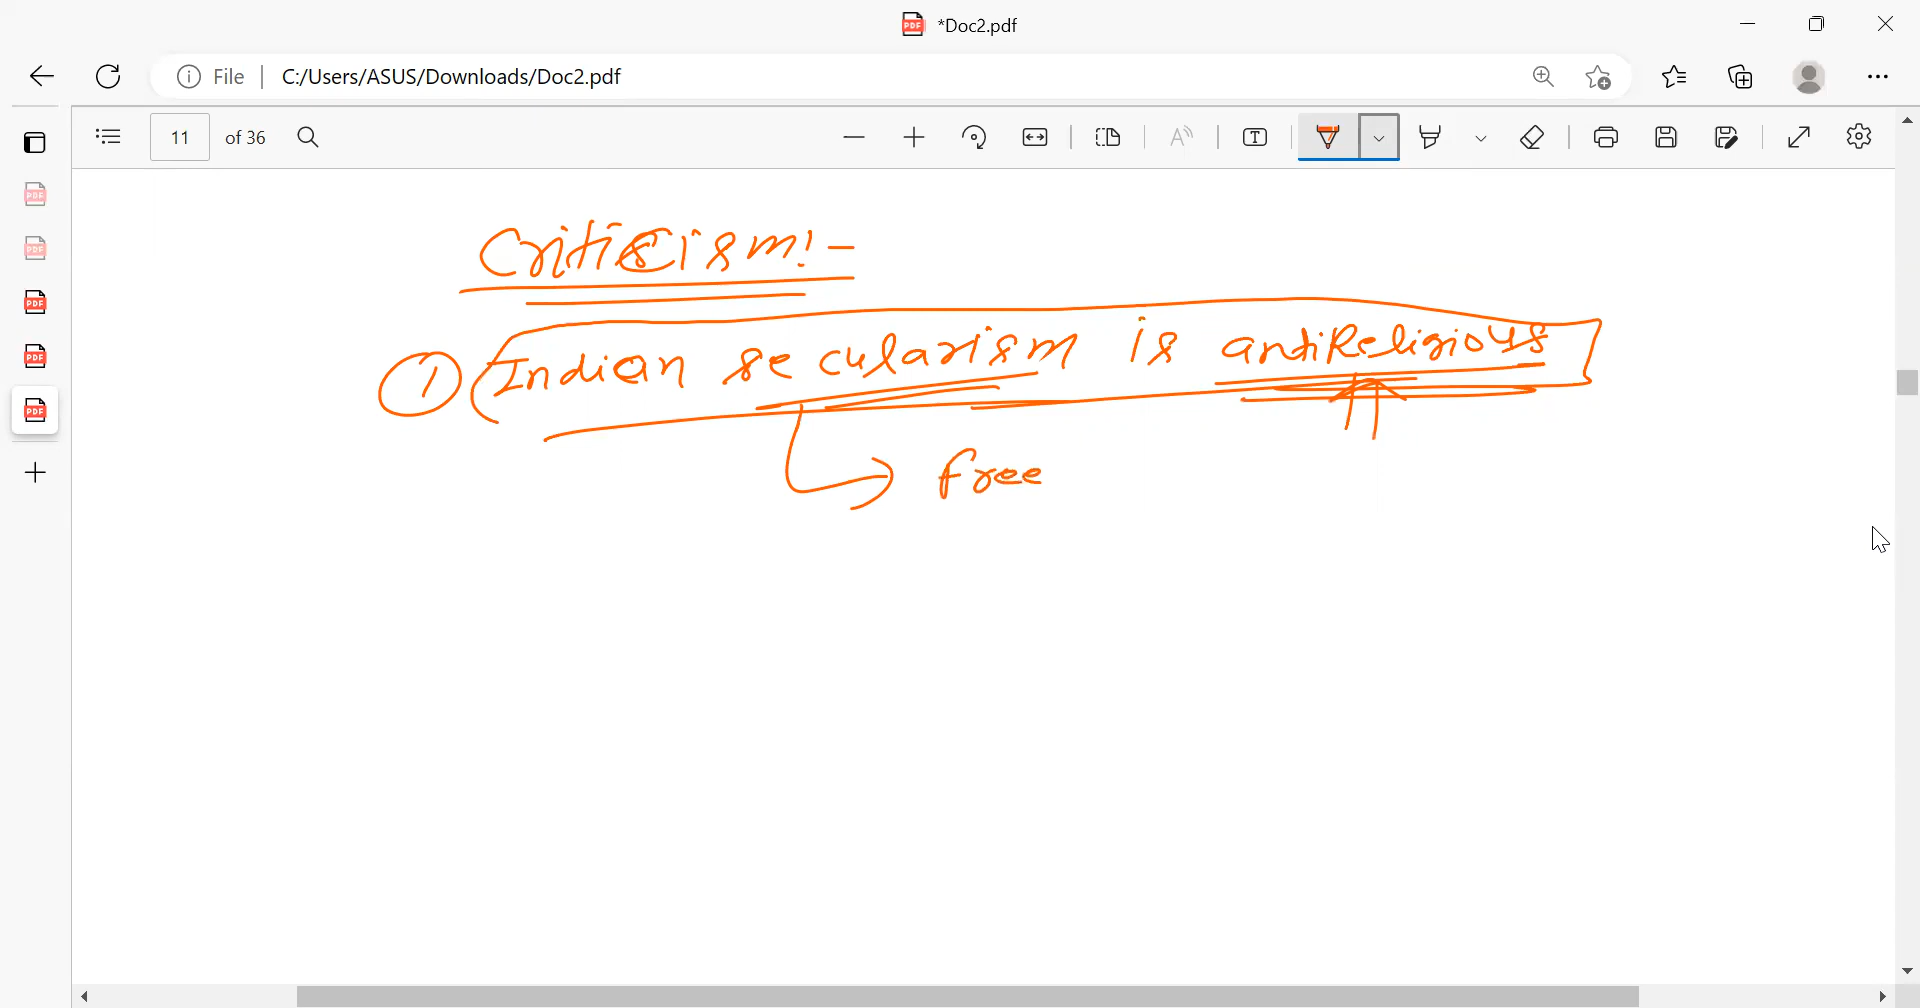 *Doc2.pdf
File C:/Users/ASUS/Downloads/Doc2.pdf
11 of 36
Criticism:-
① Indian secularism is antiReligious
free